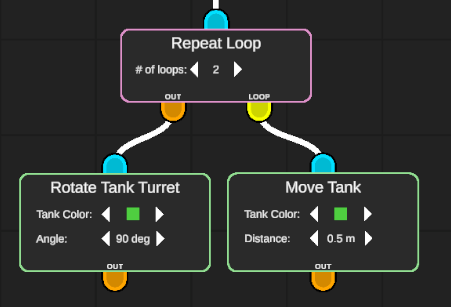 Repeat Loop
# of loops: 2
OUT LOOP
Rotate Tank Turret
Tank Color:
Angle: 90 deg
OUT
Move Tank
Tank Color:
Distance: 0.5 m
OUT